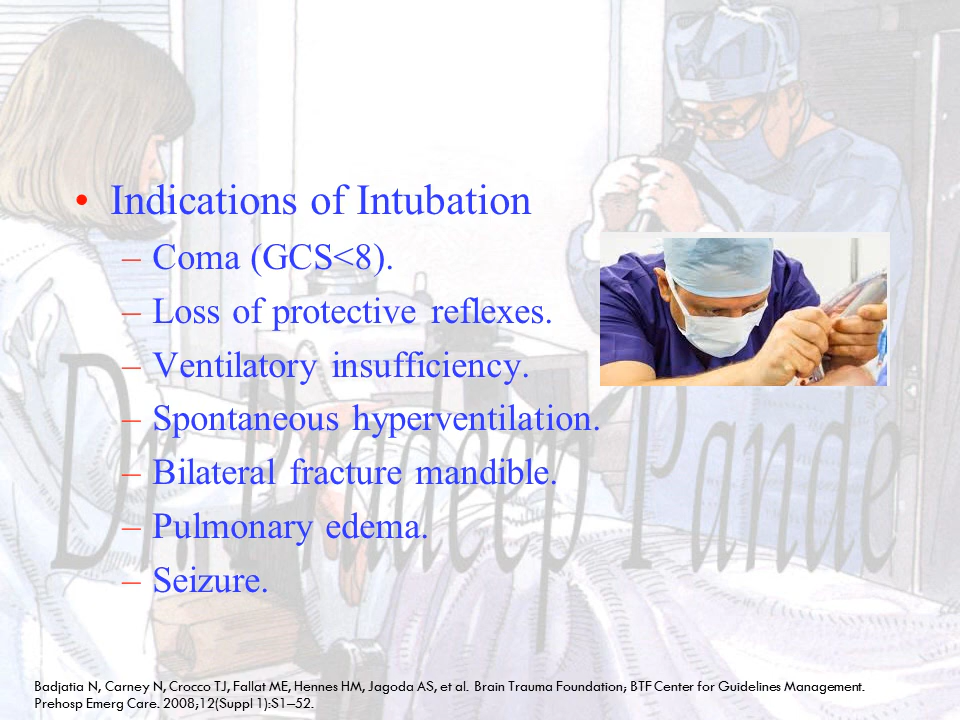 • Indications of Intubation
– Coma (GCS<8).
– Loss of protective reflexes.
– Ventilatory insufficiency.
– Spontaneous hyperventilation.
– Bilateral fracture mandible.
– Pulmonary edema.
– Seizure.
Dr. Pradeep Pande
Badjatia N, Carney N, Crocco TJ, Fallat ME, Hennes HM, Jagoda AS, et al. Brain Trauma Foundation; BTF Center for Guidelines Management.
Prehosp Emerg Care. 2008;12(Suppl 1):S1–52.